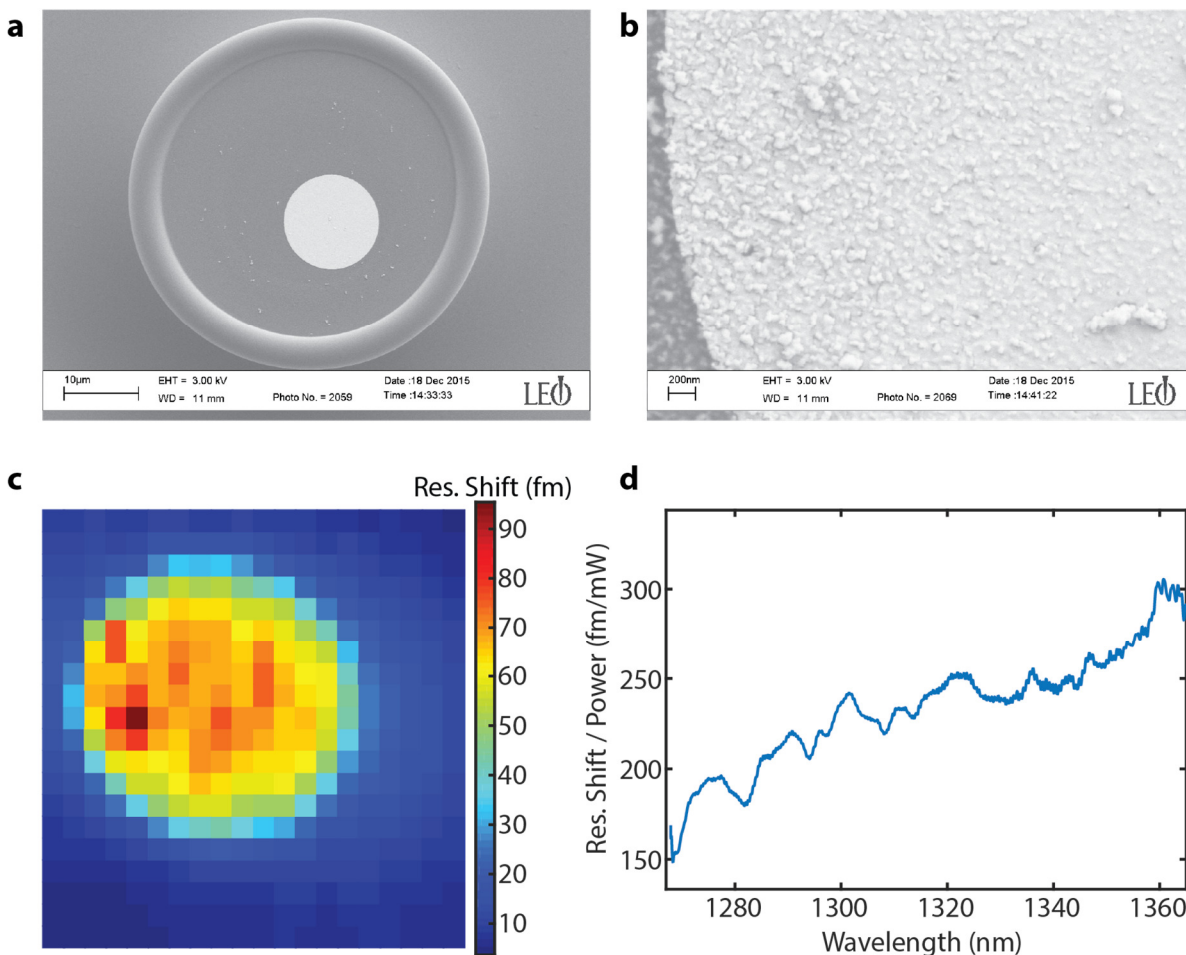 a
10µm
EHT = 3.00 kV
WD = 11 mm
Photo No. = 2059
Date :18 Dec 2015
Time :14:33:33
LEO
b
200nm
EHT = 3.00 kV
WD = 11 mm
Photo No. = 2069
Date :18 Dec 2015
Time :14:41:22
LEO
c
Res. Shift (fm)
90
80
70
60
50
40
30
20
10
d
Res. Shift / Power (fm/mW)
300
250
200
150
1280 1300 1320 1340 1360
Wavelength (nm)